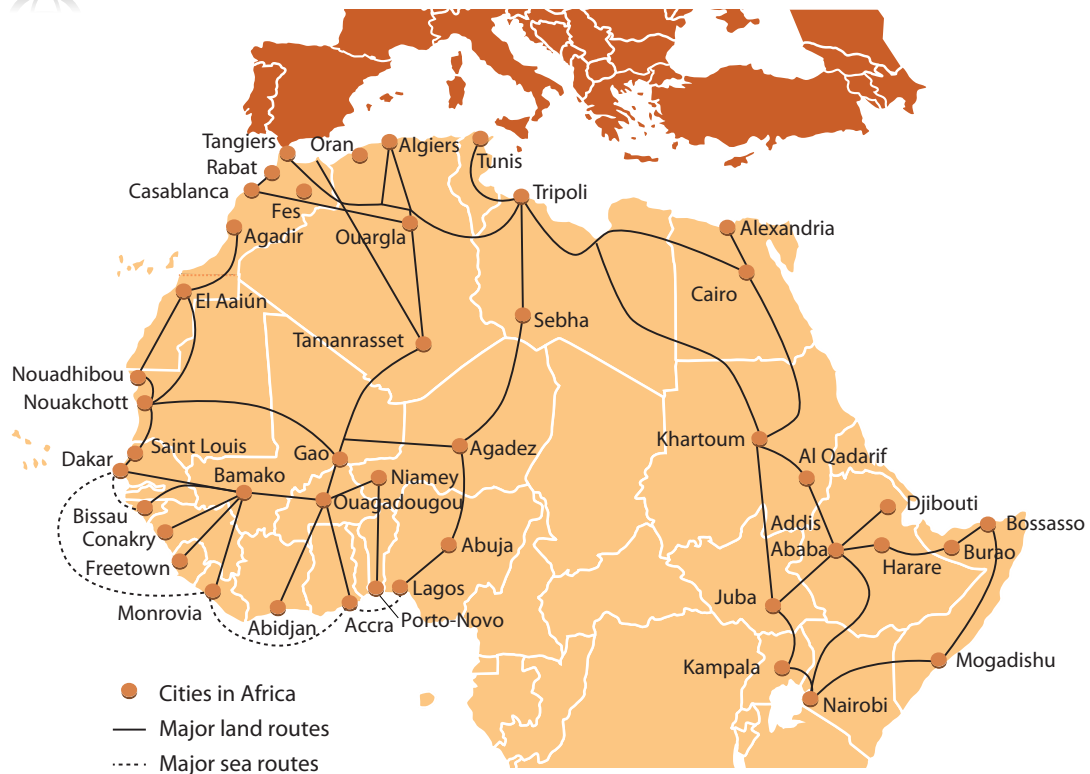 Tangiers
Oran
Algiers
Rabat
Tunis
Casablanca
Tripoli
Fes
Agadir
Ouargla
Alexandria
Cairo
El Aaiún
Sebha
Tamanrasset
Nouadhibou
Nouakchott
Saint Louis
Khartoum
Agadez
Gao
Al Qadarif
Dakar
Bamako
Niamey
Ouagadougou
Djibouti
Bissau
Addis
Ababa
Bossasso
Conakry
Abuja
Burao
Freetown
Harare
Lagos
Juba
Monrovia
Abidjan
Accra
Porto-Novo
Kampala
Mogadishu
Nairobi
Cities in Africa
Major land routes
Major sea routes